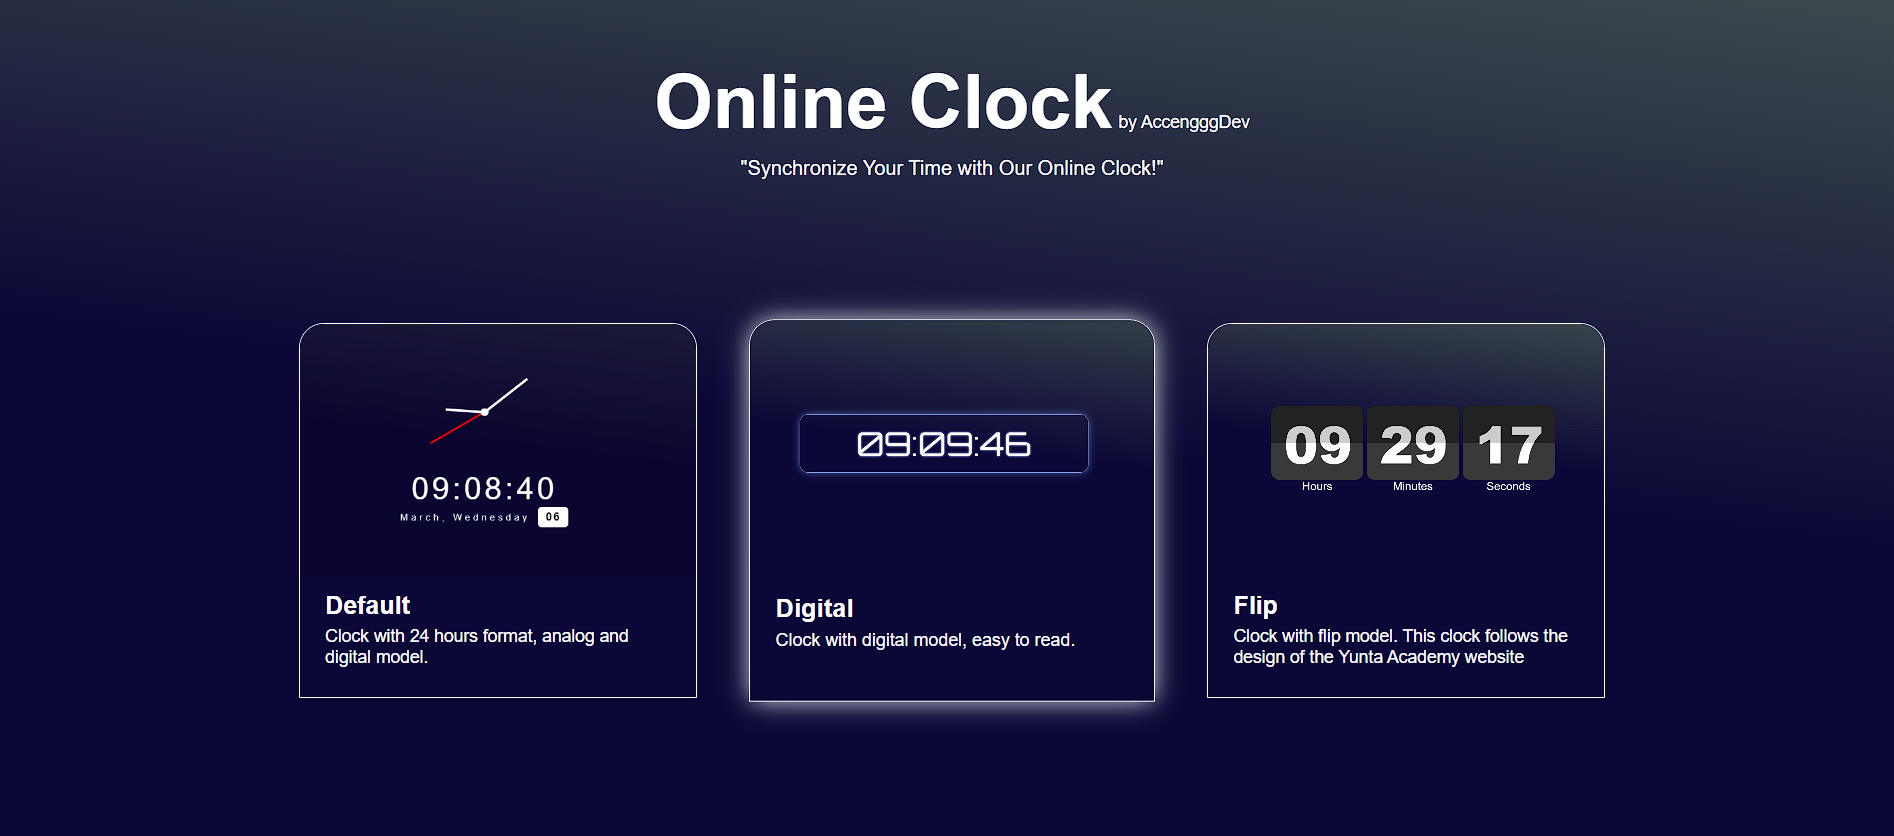 Online Clock by AccengggDev
"Synchronize Your Time with Our Online Clock!"
09:08:40
March, Wednesday 06
Default
Clock with 24 hours format, analog and
digital model.
09:09:46
Digital
Clock with digital model, easy to read.
09 29 17
Hours Minutes Seconds
Flip
Clock with flip model. This clock follows the
design of the Yunta Academy website